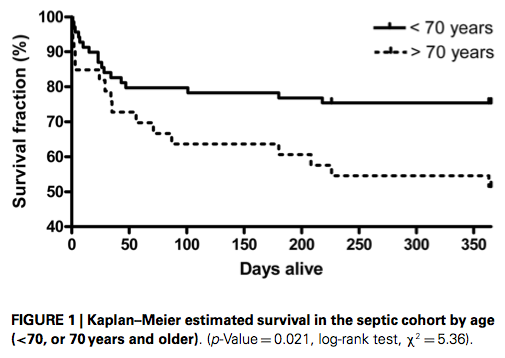 100
90
80
70
60
50
40
Survival fraction (%)
< 70 years
> 70 years
0 50 100 150 200 250 300 350
Days alive
FIGURE 1 | Kaplan–Meier estimated survival in the septic cohort by age
(<70, or 70 years and older). (p-Value = 0.021, log-rank test, χ² = 5.36).